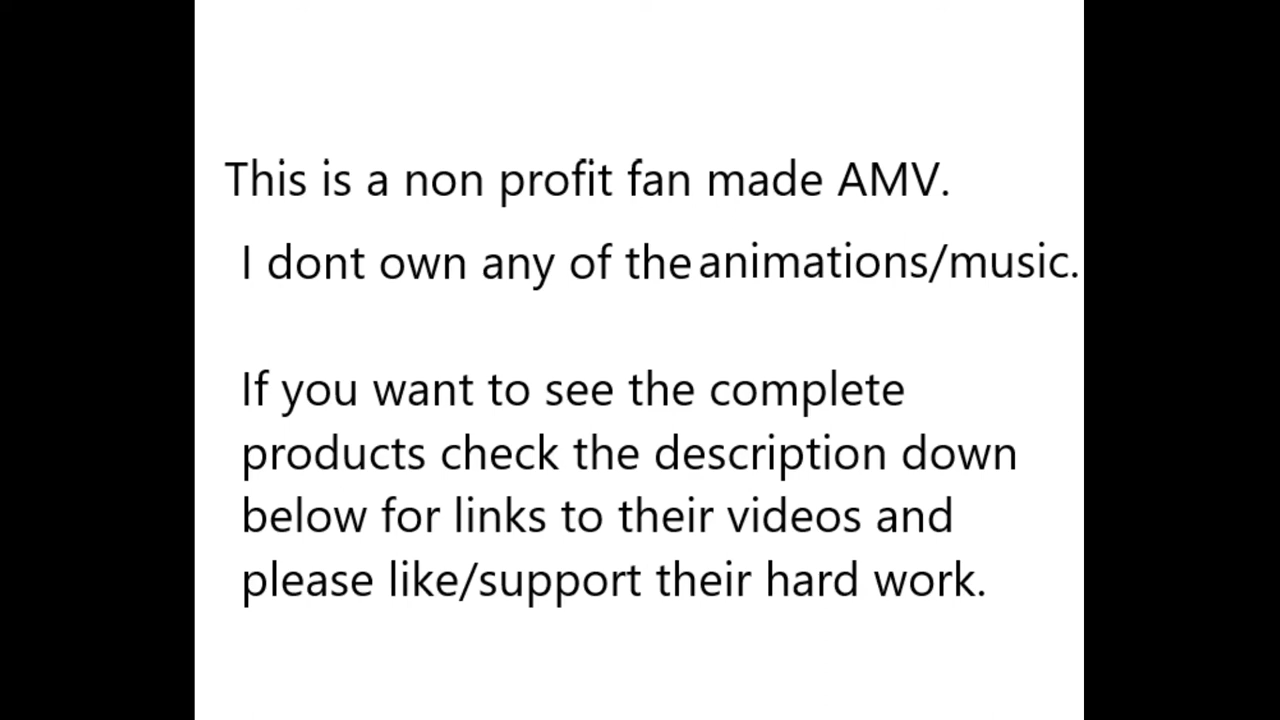 This is a non profit fan made AMV.
I dont own any of the animations/music.
If you want to see the complete
products check the description down
below for links to their videos and
please like/support their hard work.